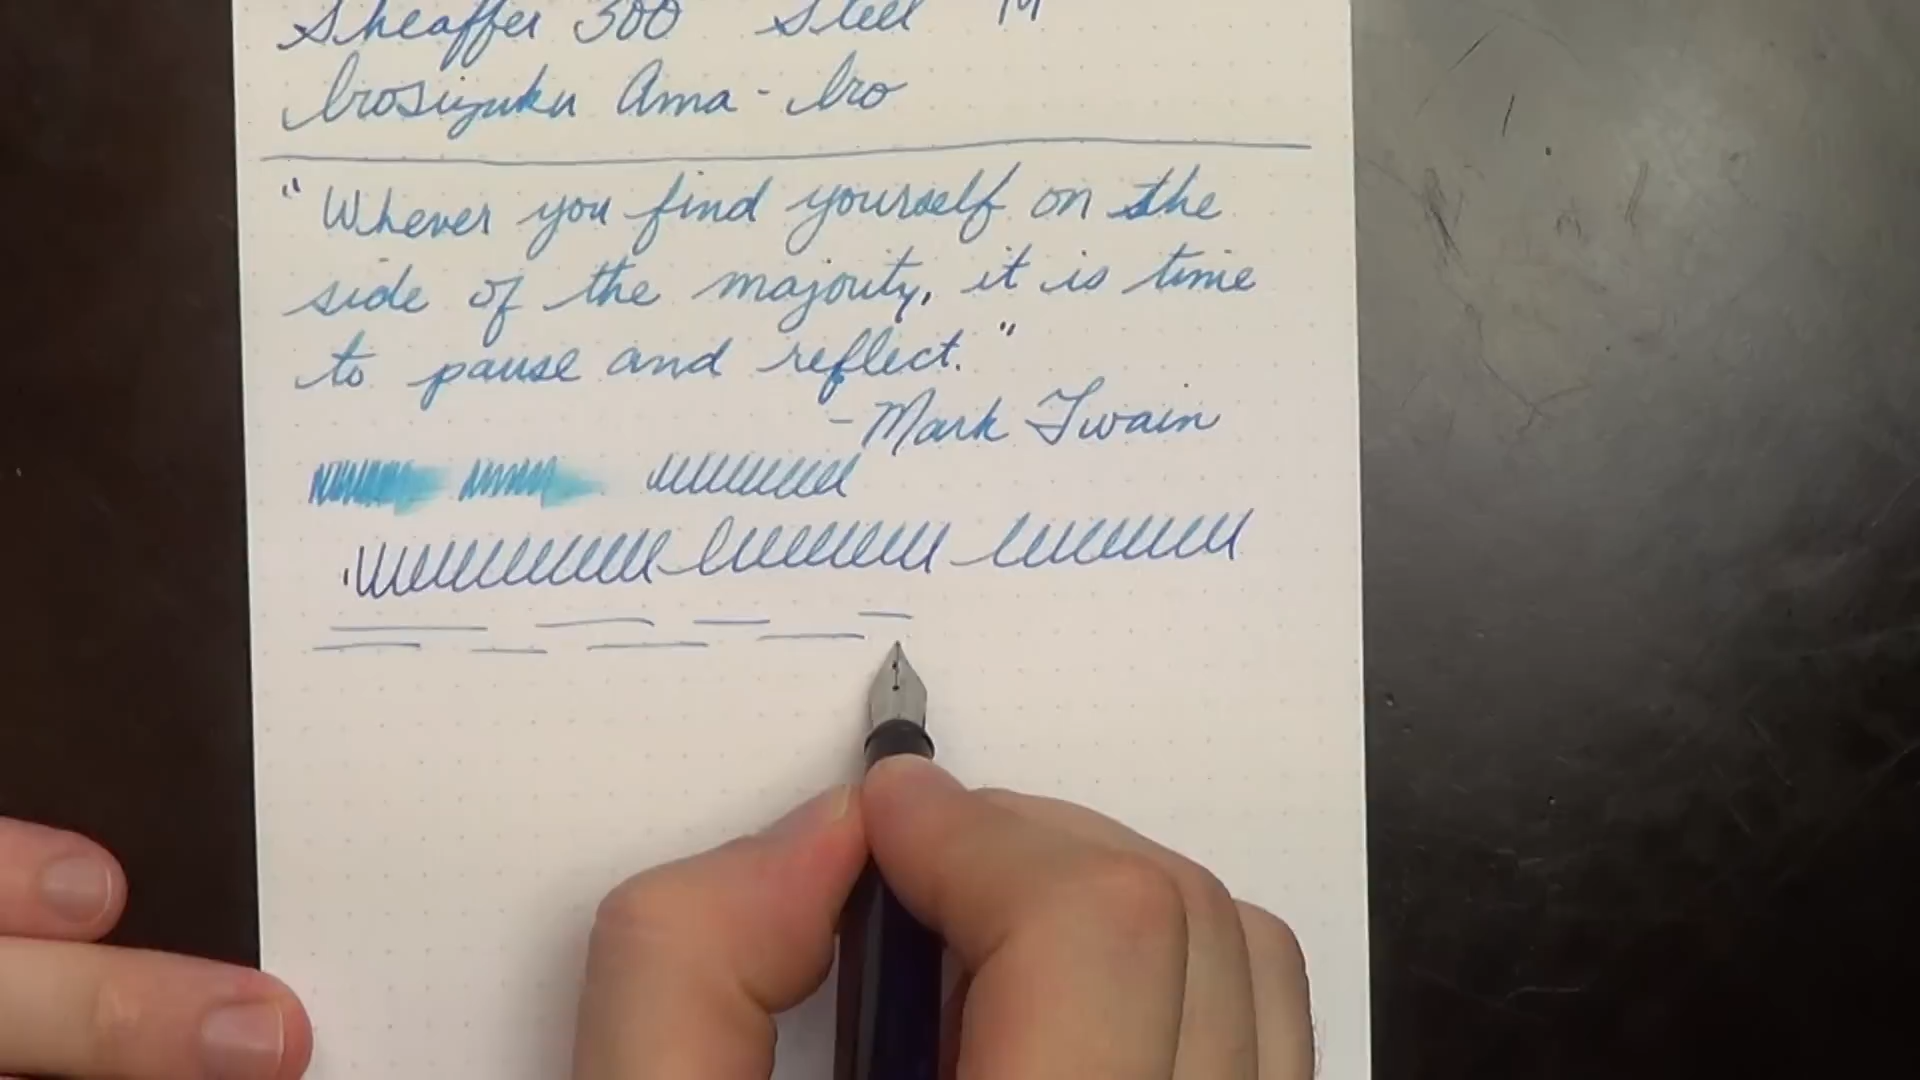 Sheaffer 300 Steel M
Irosizuku Ama-Iro
"Whever you find yourself on the
side of the majority, it is time
to pause and reflect."
-Mark Twain